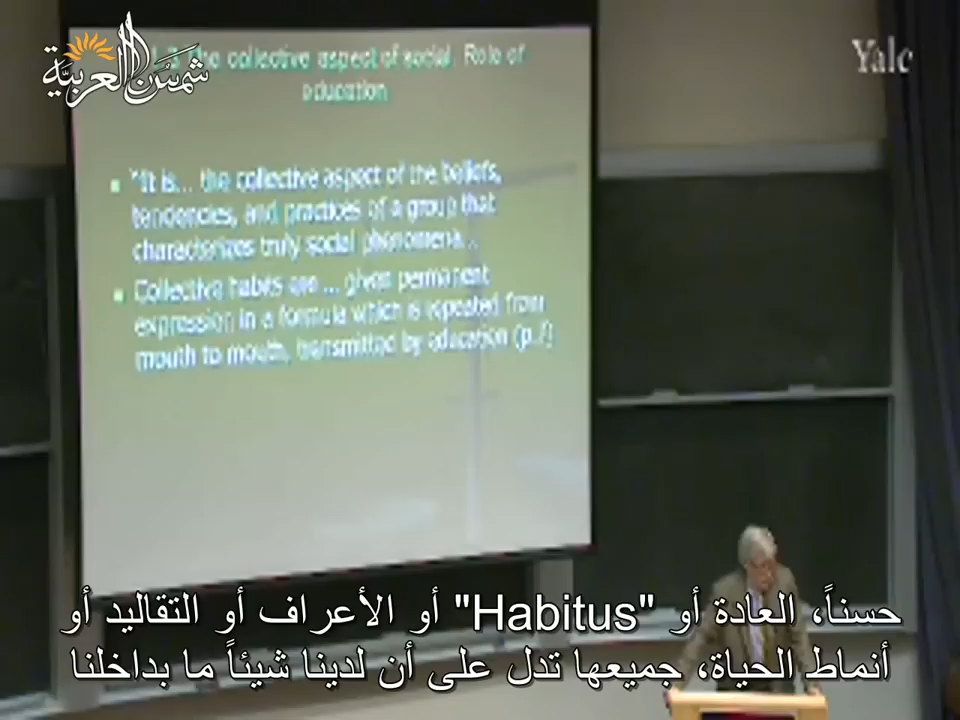 شمس العربية
Yale
the collective aspect of social. Role of
education
"It is... the collective aspect of the beliefs,
tendencies, and practices of a group that
characterizes truly social phenomena...
Collective habits are ... given permanent
expression in a formula which is repeated from
mouth to mouth, transmitted by education (p.7)
حسناً، العادة أو "Habitus" أو الأعراف أو التقاليد أو
أنماط الحياة، جميعها تدل على أن لدينا شيئاً ما بداخلنا